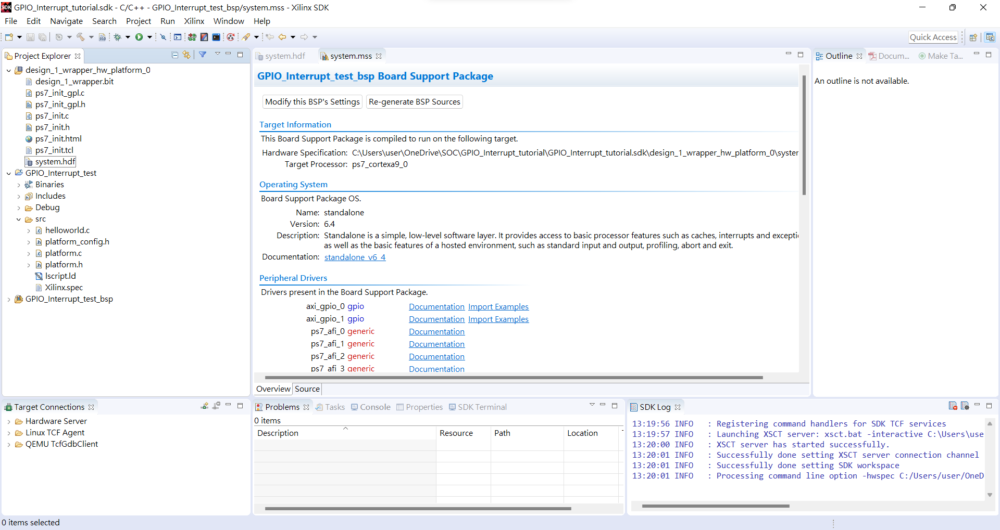 GPIO_Interrupt_tutorial.sdk - C/C++ - GPIO_Interrupt_test_bsp/system.mss - Xilinx SDK
File Edit Navigate Search Project Run Xilinx Window Help
Quick Access
Project Explorer
design_1_wrapper_hw_platform_0
design_1_wrapper.bit
ps7_init_gpl.c
ps7_init_gpl.h
ps7_init.c
ps7_init.h
ps7_init.html
ps7_init.tcl
system.hdf
GPIO_Interrupt_test
Binaries
Includes
Debug
src
helloworld.c
platform_config.h
platform.c
platform.h
lscript.ld
Xilinx.spec
GPIO_Interrupt_test_bsp
system.hdf system.mss
GPIO_Interrupt_test_bsp Board Support Package
Modify this BSP's Settings Re-generate BSP Sources
Target Information
This Board Support Package is compiled to run on the following target.
Hardware Specification: C:\Users\user\OneDrive\SOC\GPIO_Interrupt_tutorial\GPIO_Interrupt_tutorial.sdk\design_1_wrapper_hw_platform_0\syster
Target Processor: ps7_cortexa9_0
Operating System
Board Support Package OS.
Name: standalone
Version: 6.4
Description: Standalone is a simple, low-level software layer. It provides access to basic processor features such as caches, interrupts and excepti
as well as the basic features of a hosted environment, such as standard input and output, profiling, abort and exit.
Documentation: standalone_v6_4
Peripheral Drivers
Drivers present in the Board Support Package.
axi_gpio_0 gpio Documentation Import Examples
axi_gpio_1 gpio Documentation Import Examples
ps7_afi_0 generic Documentation
ps7_afi_1 generic Documentation
ps7_afi_2 generic Documentation
ps7_afi_3 generic Documentation
Overview Source
Outline Docum... Make Ta...
An outline is not available.
Target Connections
Hardware Server
Linux TCF Agent
QEMU TcfGdbClient
Problems Tasks Console Properties SDK Terminal
0 items
Description Resource Path Location
SDK Log
13:19:56 INFO : Registering command handlers for SDK TCF services
13:19:57 INFO : Launching XSCT server: xsct.bat -interactive C:\Users\use
13:20:00 INFO : XSCT server has started successfully.
13:20:01 INFO : Successfully done setting XSCT server connection channel
13:20:01 INFO : Successfully done setting SDK workspace
13:20:01 INFO : Processing command line option -hwspec C:/Users/user/OneD
0 items selected